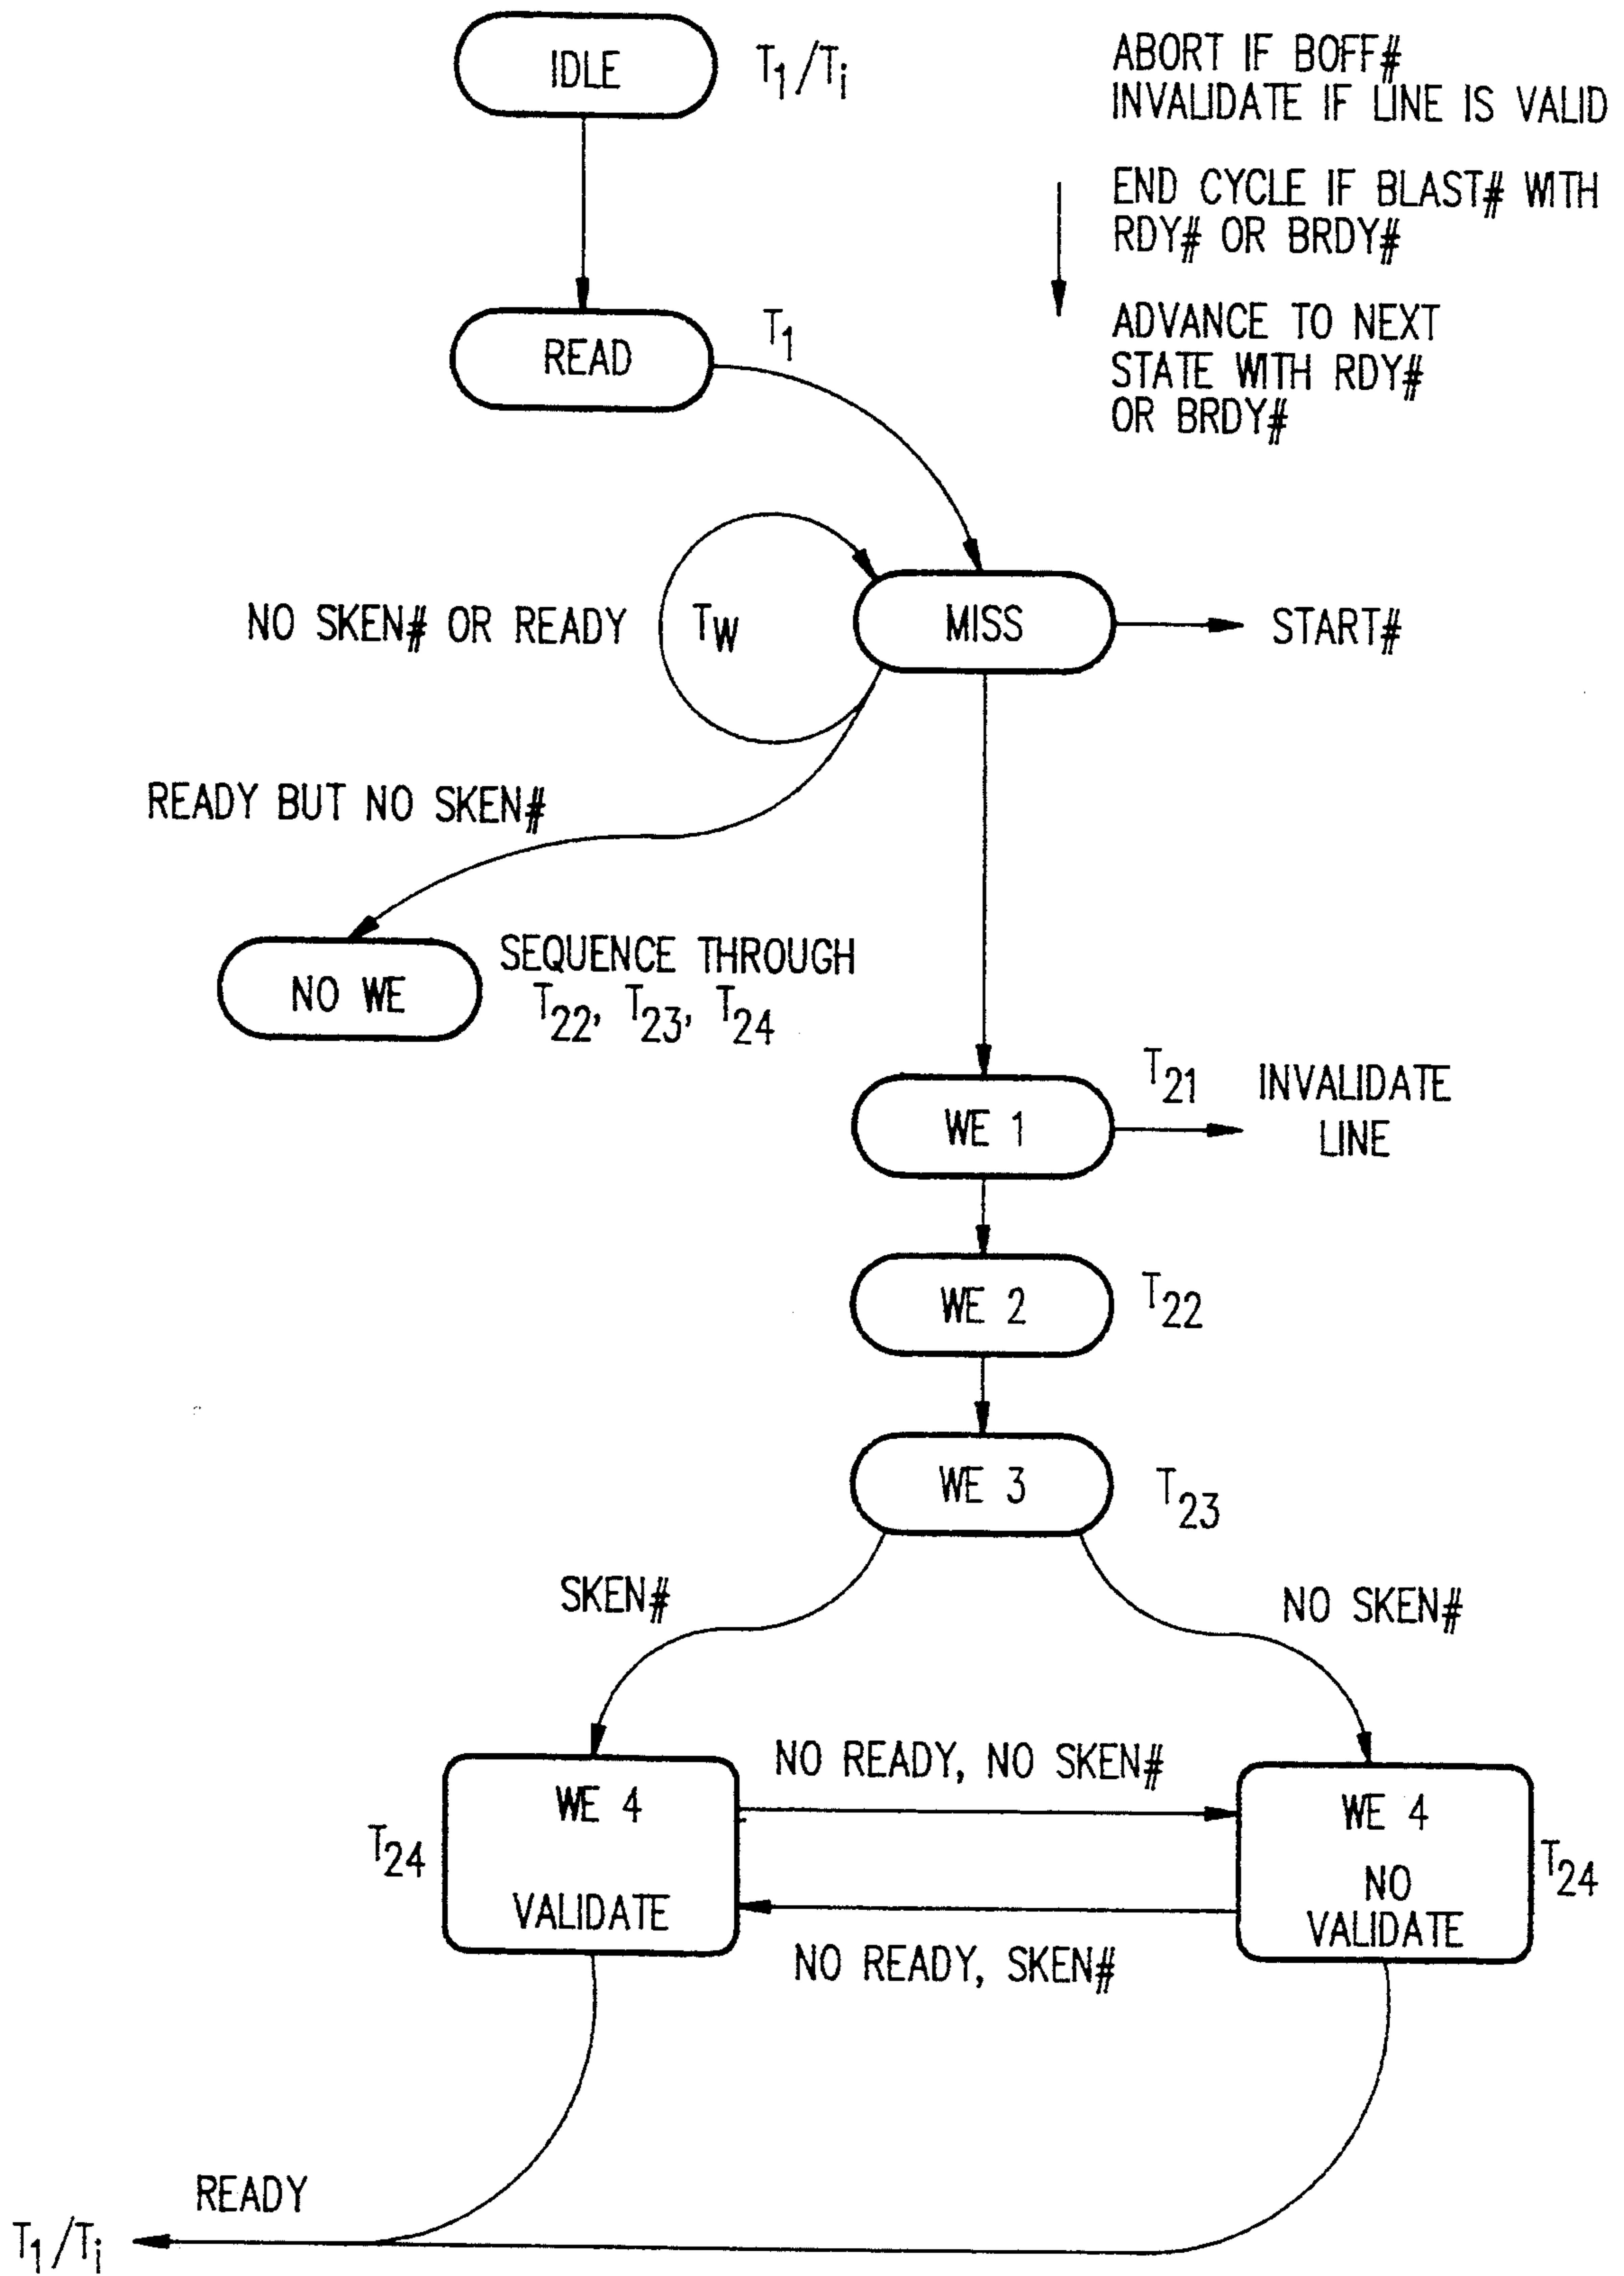 IDLE
T1/Ti
ABORT IF BOFF#
INVALIDATE IF LINE IS VALID
END CYCLE IF BLAST# WITH
RDY# OR BRDY#
ADVANCE TO NEXT
STATE WITH RDY#
OR BRDY#
READ
T1
NO SKEN# OR READY
TW
MISS
START#
READY BUT NO SKEN#
NO WE
SEQUENCE THROUGH
T22, T23, T24
WE 1
T21
INVALIDATE
LINE
WE 2
T22
WE 3
T23
SKEN#
NO SKEN#
NO READY, NO SKEN#
WE 4
VALIDATE
T24
WE 4
NO
VALIDATE
T24
NO READY, SKEN#
READY
T1/Ti